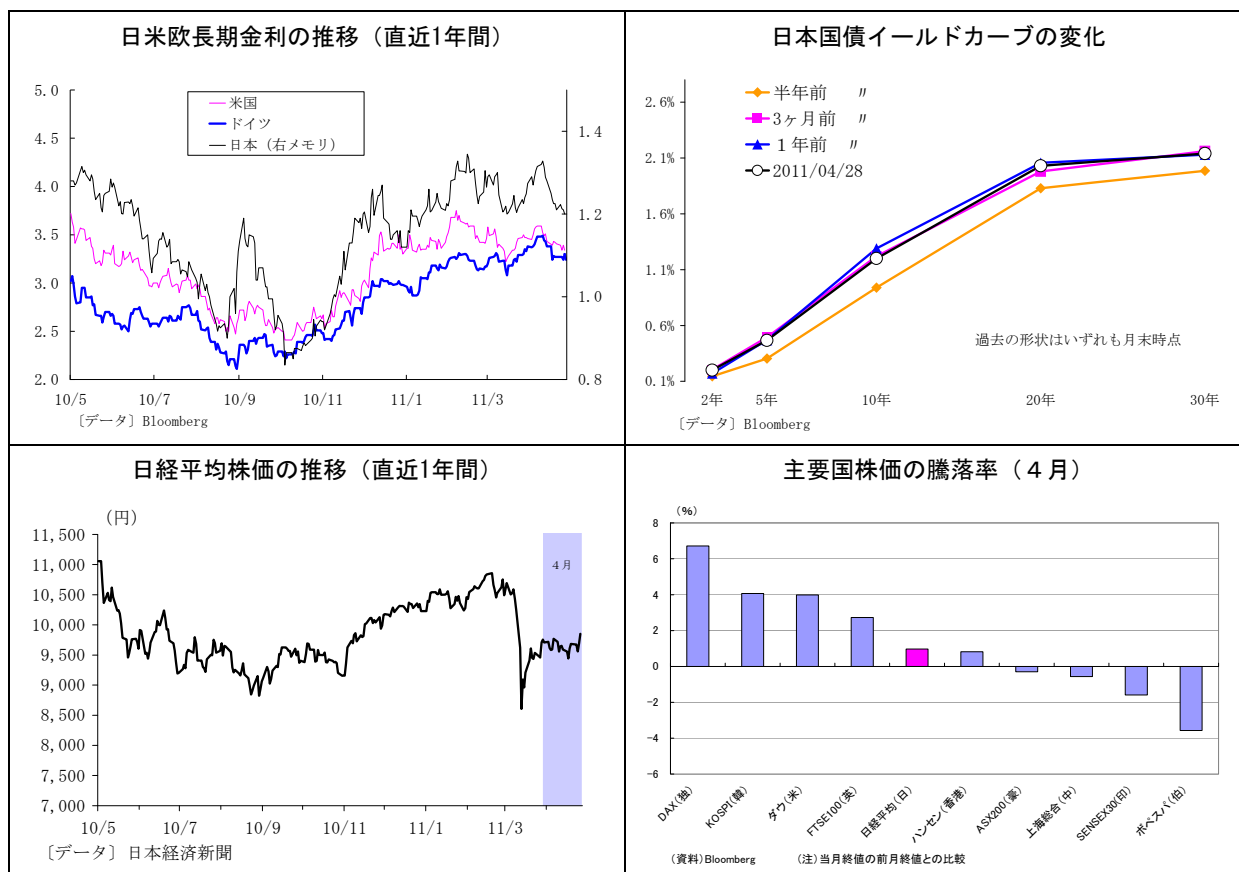 日米欧長期金利の推移（直近1年間）
5.0
4.5
4.0
3.5
3.0
2.5
2.0
米国
ドイツ
日本（右メモリ）
1.4
1.2
1.0
0.8
10/5 10/7 10/9 10/11 11/1 11/3
〔データ〕Bloomberg
日本国債イールドカーブの変化
2.6%
2.1%
1.6%
1.1%
0.6%
0.1%
半年前 〃
3ヶ月前 〃
１年前 〃
2011/04/28
過去の形状はいずれも月末時点
2年 5年 10年 20年 30年
〔データ〕Bloomberg
日経平均株価の推移（直近1年間）
（円）
11,500
11,000
10,500
10,000
9,500
9,000
8,500
8,000
7,500
7,000
４月
10/5 10/7 10/9 10/11 11/1 11/3
〔データ〕日本経済新聞
主要国株価の騰落率（４月）
（%）
8
6
4
2
0
-2
-4
-6
DAX(独)
KOSPI(韓)
ダウ(米)
FTSE100(英)
日経平均(日)
ハンセン(香港)
ASX200(豪)
上海総合(中)
SENSEX30(印)
ボベスパ(伯)
(資料)Bloomberg (注)当月終値の前月終値との比較